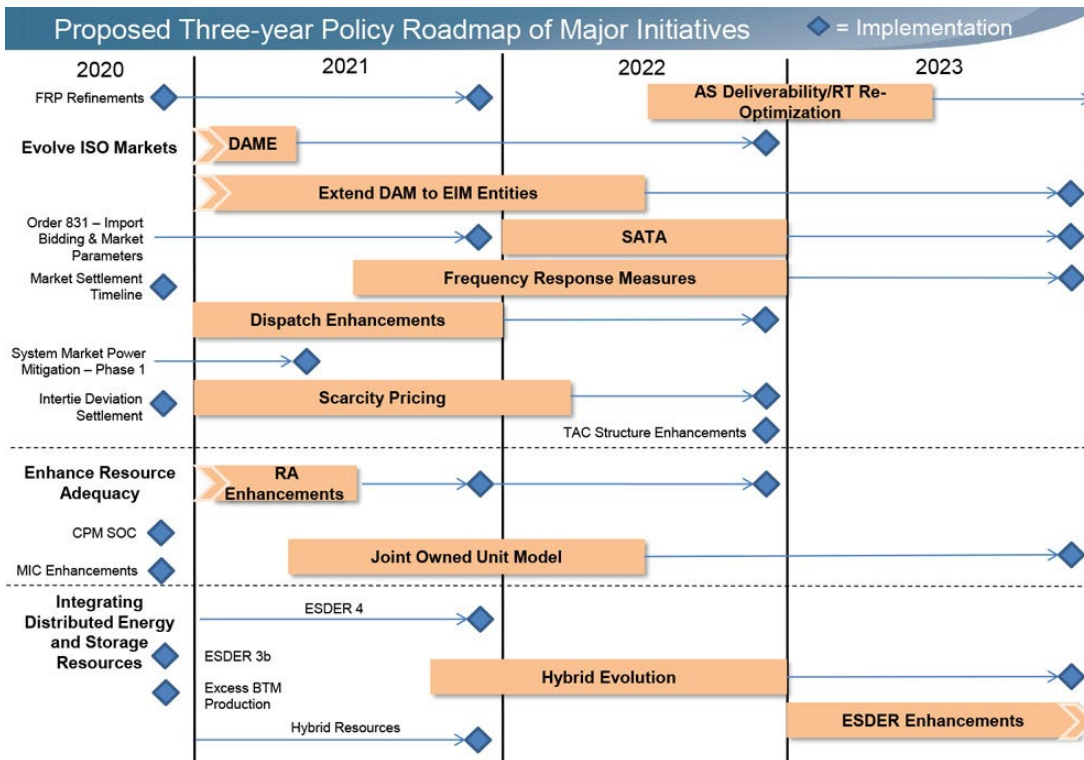 Proposed Three-year Policy Roadmap of Major Initiatives
= Implementation
2020
2021
2022
2023
FRP Refinements
AS Deliverability/RT Re-
Optimization
Evolve ISO Markets
DAME
Extend DAM to EIM Entities
Order 831 – Import
Bidding & Market
Parameters
SATA
Market Settlement
Timeline
Frequency Response Measures
Dispatch Enhancements
System Market Power
Mitigation – Phase 1
Intertie Deviation
Settlement
Scarcity Pricing
TAC Structure Enhancements
Enhance Resource
Adequacy
RA
Enhancements
CPM SOC
Joint Owned Unit Model
MIC Enhancements
Integrating
Distributed Energy
and Storage
Resources
ESDER 4
ESDER 3b
Hybrid Evolution
Excess BTM
Production
ESDER Enhancements
Hybrid Resources